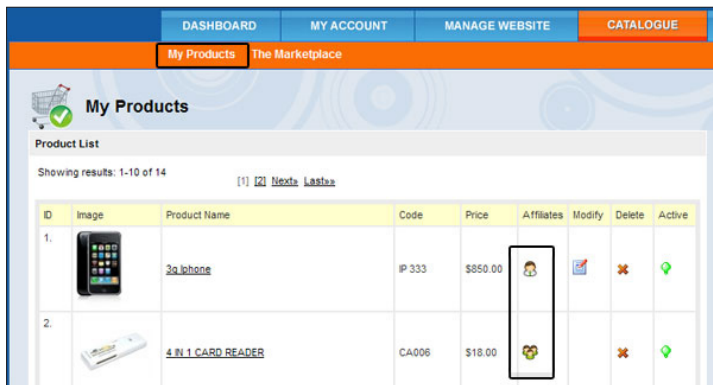 DASHBOARD MY ACCOUNT MANAGE WEBSITE CATALOGUE
My Products The Marketplace
My Products
Product List
Showing results: 1-10 of 14 [1] [2] Next» Last»»
ID Image Product Name Code Price Affiliates Modify Delete Active
1. 3g Iphone IP 333 $850.00
2. 4 IN 1 CARD READER CA006 $18.00